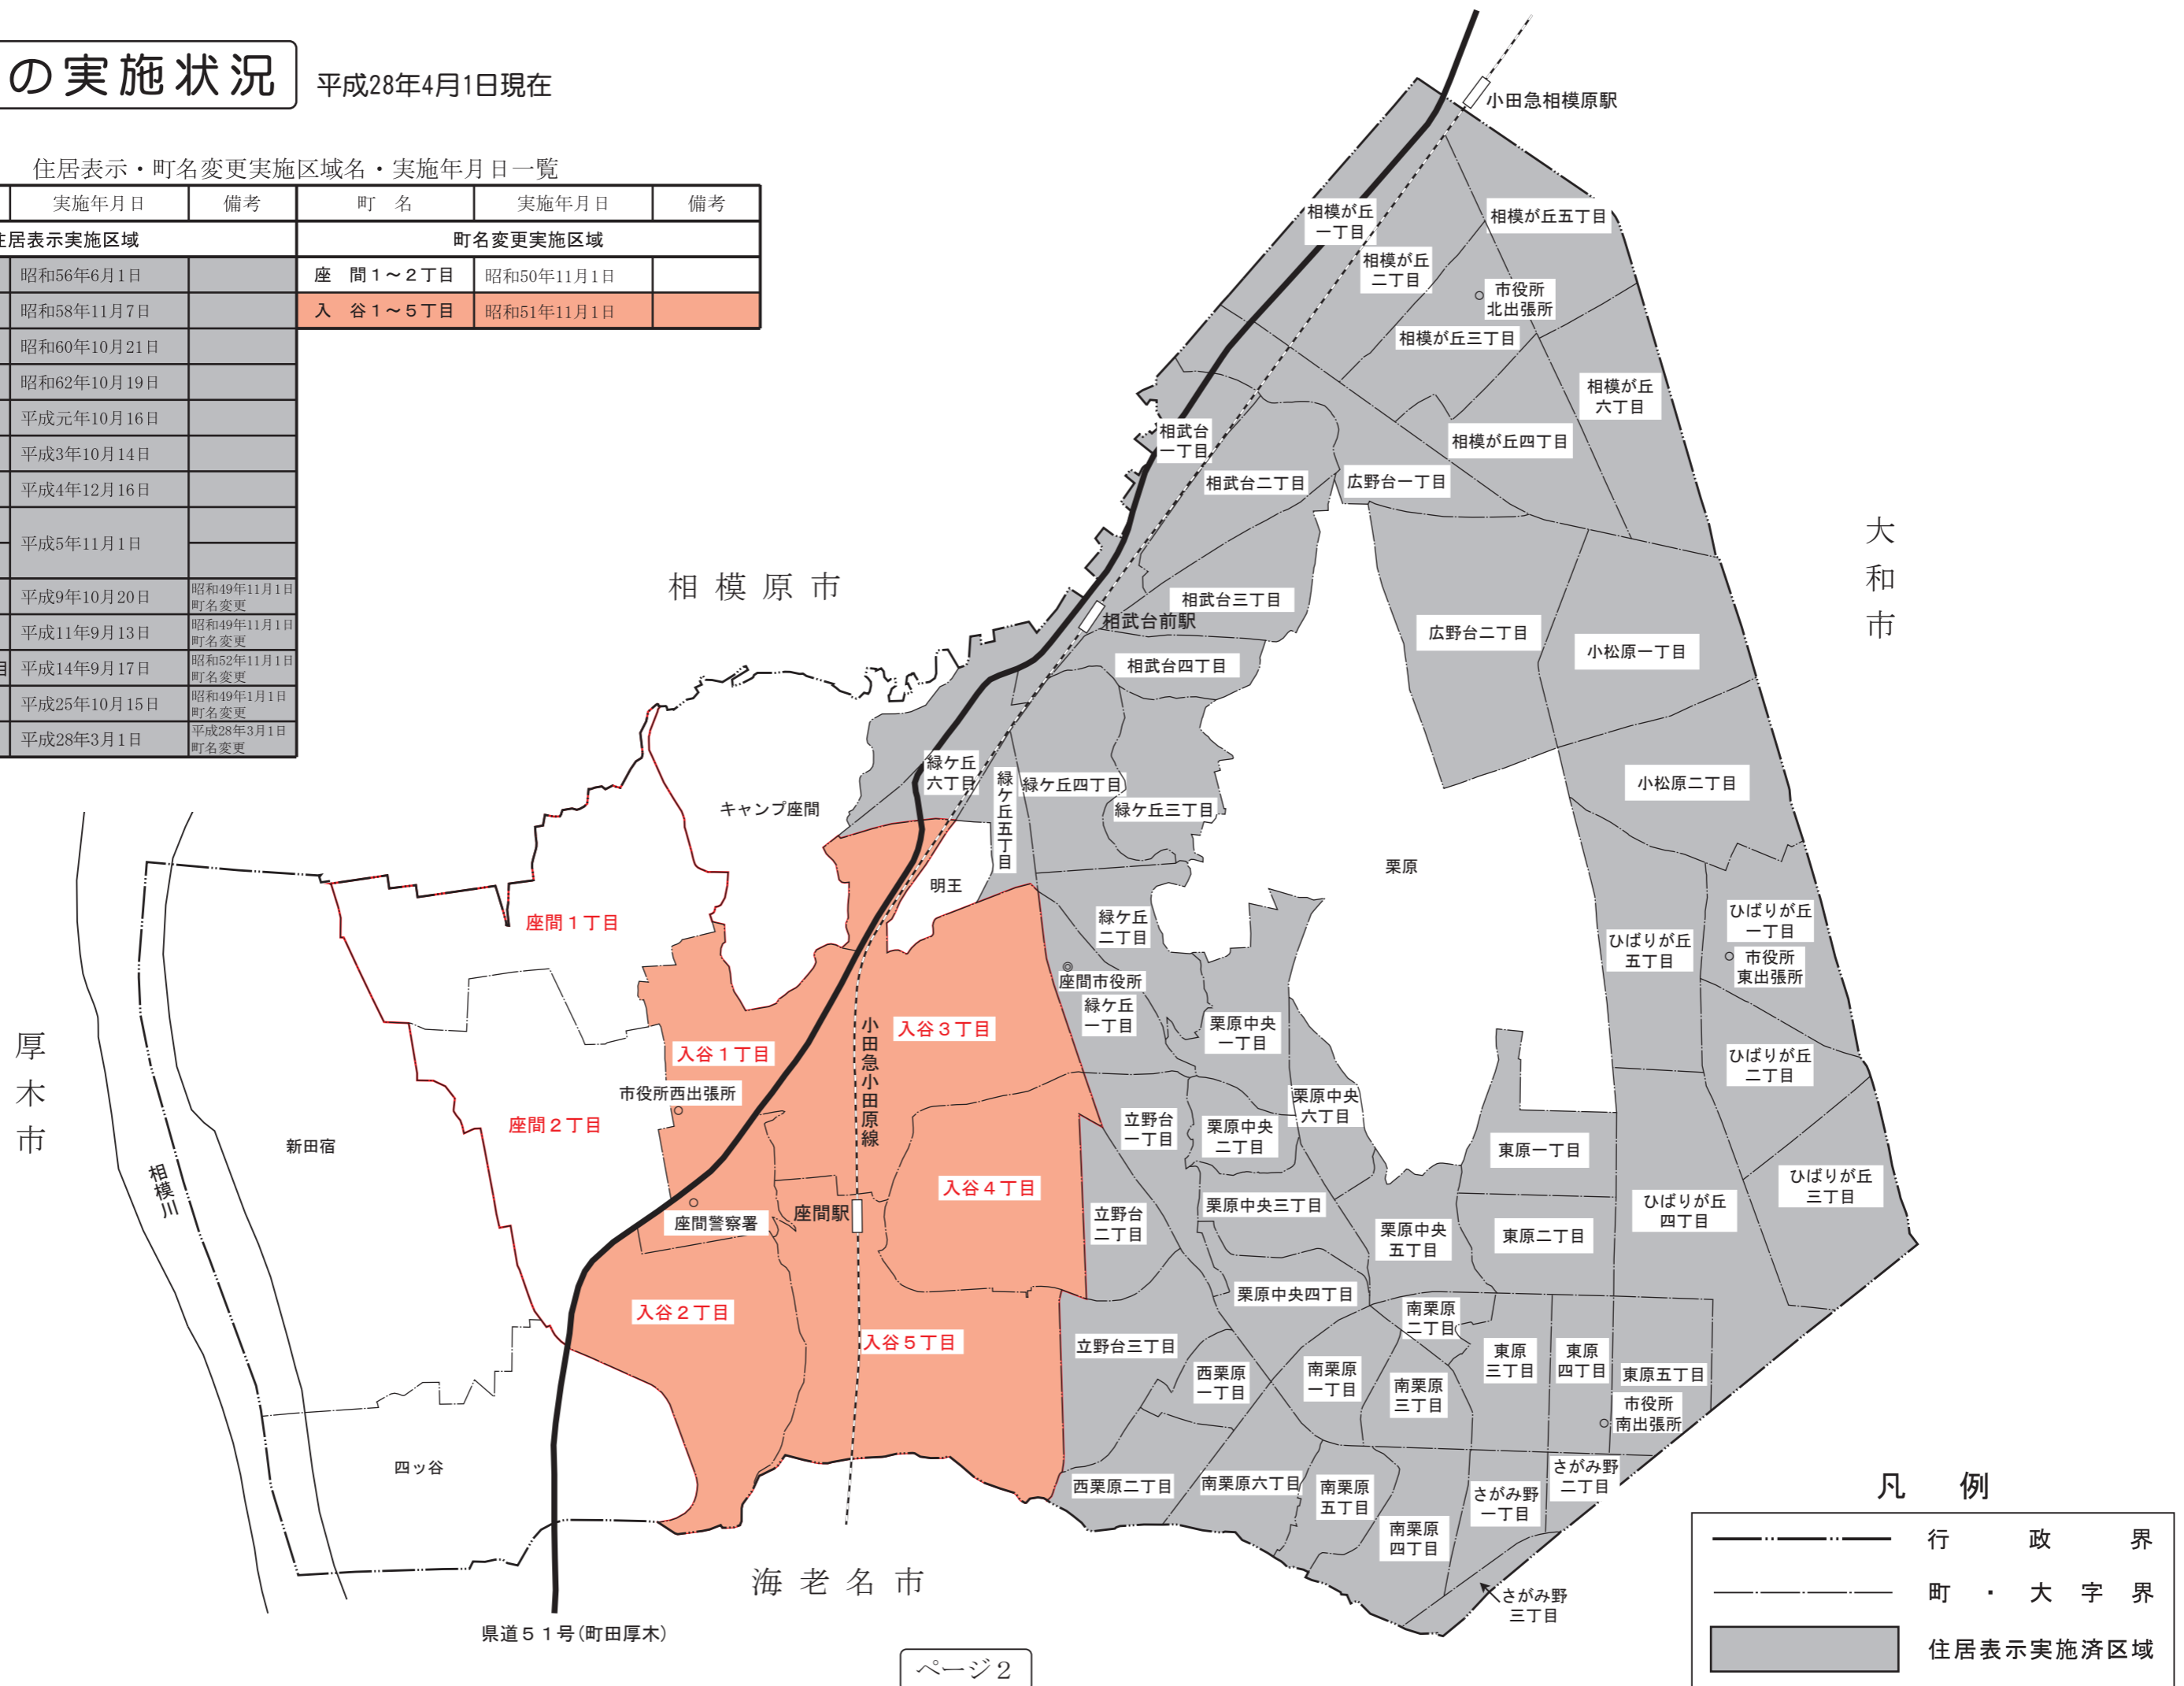 の実施状況
平成28年4月1日現在
住居表示・町名変更実施区域名・実施年月日一覧
実施年月日 備考 町 名 実施年月日 備考
住居表示実施区域 町名変更実施区域
昭和56年6月1日 座 間1～2丁目 昭和50年11月1日
昭和58年11月7日 入 谷1～5丁目 昭和51年11月1日
昭和60年10月21日
昭和62年10月19日
平成元年10月16日
平成3年10月14日
平成4年12月16日
平成5年11月1日
平成9年10月20日 昭和49年11月1日
町名変更
平成11年9月13日 昭和49年11月1日
町名変更
目 平成14年9月17日 昭和52年11月1日
町名変更
平成25年10月15日 昭和49年1月1日
町名変更
平成28年3月1日 平成28年3月1日
町名変更
小田急相模原駅
相模が丘
一丁目
相模が丘五丁目
相模が丘
二丁目
市役所
北出張所
相模が丘三丁目
相模が丘
六丁目
相武台
一丁目
相模が丘四丁目
相武台二丁目
広野台一丁目
大和市
相模原市
相武台三丁目
相武台前駅
広野台二丁目
小松原一丁目
相武台四丁目
緑ケ丘
六丁目
緑ケ丘五丁目
緑ケ丘四丁目
緑ケ丘三丁目
小松原二丁目
キャンプ座間
栗原
明王
座間１丁目
緑ケ丘
二丁目
ひばりが丘
一丁目
ひばりが丘
五丁目
市役所
東出張所
座間市役所
緑ケ丘
一丁目
厚木市
入谷１丁目
小田急小田原線
入谷３丁目
栗原中央
一丁目
ひばりが丘
二丁目
市役所西出張所
座間２丁目
新田宿
相模川
立野台
一丁目
栗原中央
二丁目
栗原中央
六丁目
東原一丁目
入谷４丁目
ひばりが丘
三丁目
座間警察署
座間駅
立野台
二丁目
栗原中央三丁目
栗原中央
五丁目
東原二丁目
ひばりが丘
四丁目
入谷２丁目
入谷５丁目
栗原中央四丁目
南栗原
二丁目
立野台三丁目
西栗原
一丁目
南栗原
一丁目
南栗原
三丁目
東原
三丁目
東原
四丁目
東原五丁目
市役所
南出張所
四ッ谷
西栗原二丁目
南栗原六丁目
南栗原
五丁目
南栗原
四丁目
さがみ野
一丁目
さがみ野
二丁目
さがみ野
三丁目
海老名市
県道５１号(町田厚木)
凡 例
行 政 界
町 ・ 大 字 界
住居表示実施済区域
ページ2